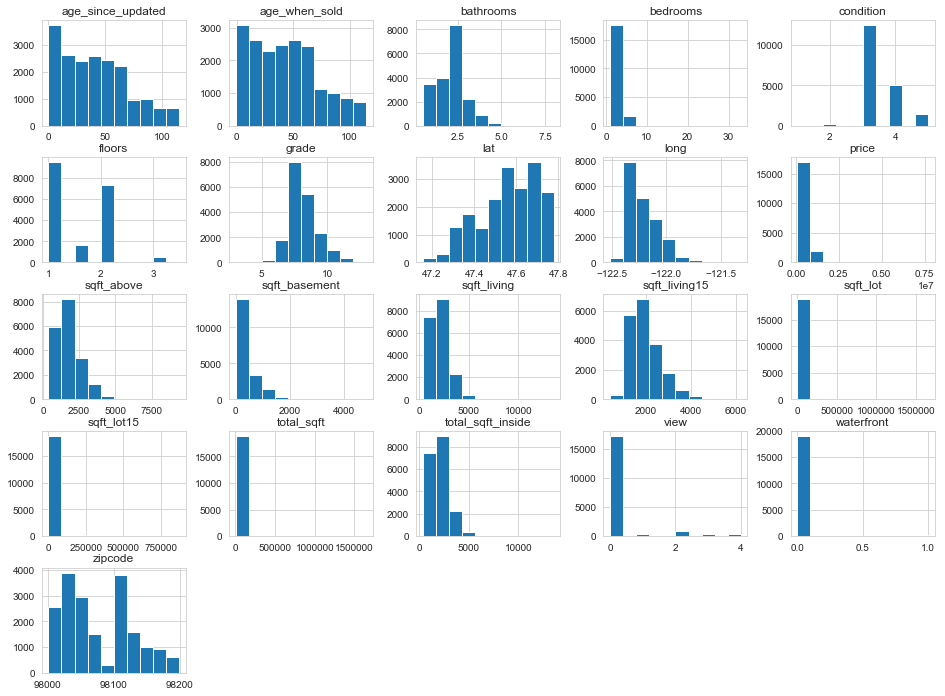 age_since_updated age_when_sold bathrooms bedrooms condition
3000 2000 1000 0
3000 2000 1000 0
8000 6000 4000 2000 0
15000 12500 10000 7500 5000 2500 0
10000 5000 0
0 50 100
0 50 100
2.5 5.0 7.5
0 10 20 30
2 4
floors grade lat long price
8000 6000 4000 2000 0
8000 6000 4000 2000 0
3000 2000 1000 0
8000 6000 4000 2000 0
15000 10000 5000 0
1 2 3
5 10
47.2 47.4 47.6 47.8
−122.5 −122.0 −121.5
0.00 0.25 0.50 0.75
1e7
sqft_above sqft_basement sqft_living sqft_living15 sqft_lot
8000 6000 4000 2000 0
10000 5000 0
8000 6000 4000 2000 0
6000 4000 2000 0
15000 10000 5000 0
0 2500 5000 7500
0 2000 4000
0 5000 10000
2000 4000 6000
0 500000 1000000 1500000
sqft_lot15 total_sqft total_sqft_inside view waterfront
15000 10000 5000 0
15000 10000 5000 0
8000 6000 4000 2000 0
15000 10000 5000 0
20000 15000 10000 5000 0
0 250000 500000 750000
0 500000 1000000 1500000
0 5000 10000
0 2 4
0.0 0.5 1.0
zipcode
4000 3000 2000 1000 0
98000 98100 98200